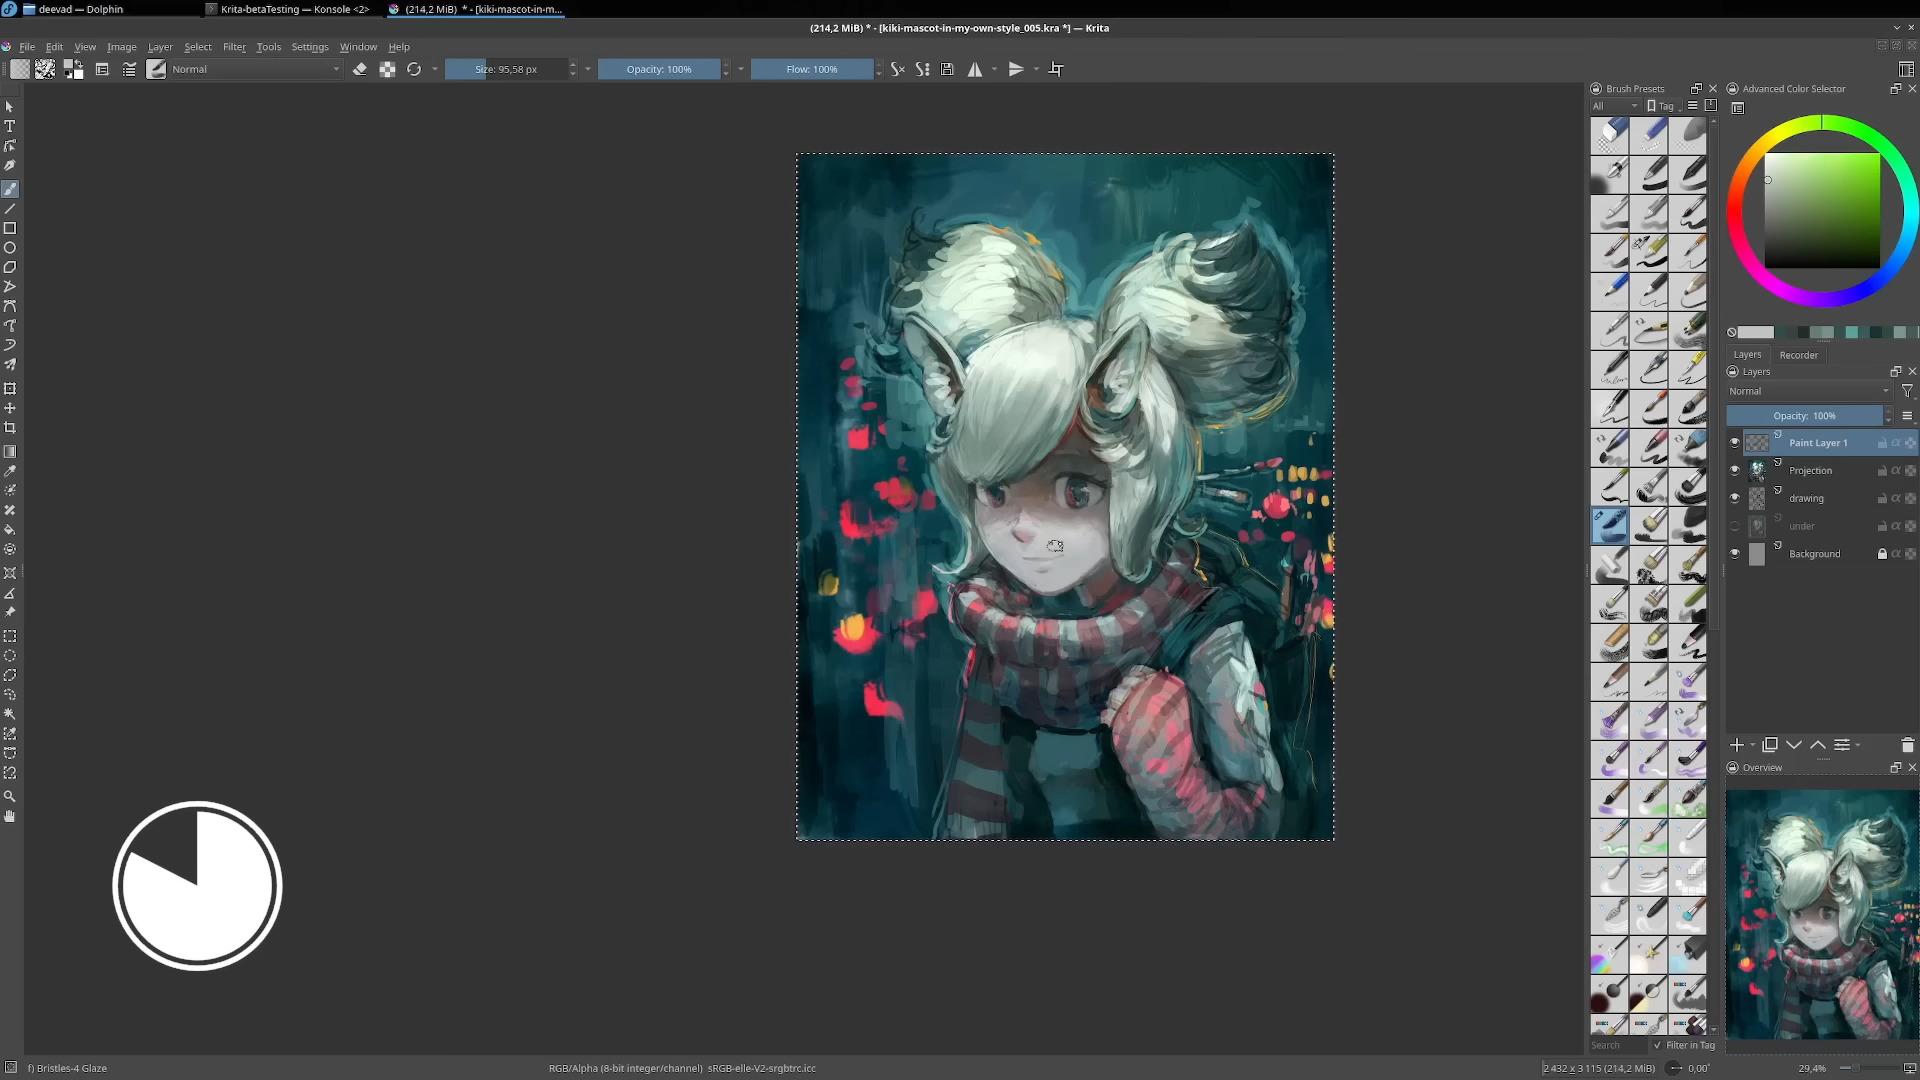 deevad — Dolphin
Krita-betaTesting — Konsole <2>
(214,2 MiB) * - [kiki-mascot-in-m...
(214,2 MiB) * - [kiki-mascot-in-my-own-style_005.kra *] — Krita
File Edit View Image Layer Select Filter Tools Settings Window Help
Normal
Size: 95,58 px
Opacity: 100%
Flow: 100%
Brush Presets
Advanced Color Selector
All
Tag
Layers
Recorder
Layers
Normal
Opacity: 100%
Paint Layer 1
Projection
drawing
under
Background
Overview
Search
Filter in Tag
f) Bristles-4 Glaze
RGB/Alpha (8-bit integer/channel) sRGB-elle-V2-srgbtrc.icc
2 432 x 3 115 (214,2 MiB)
0,00°
29,4%